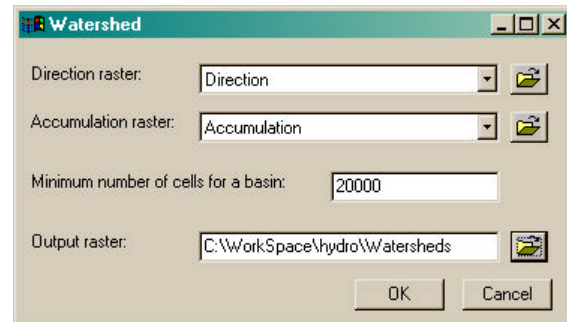 Watershed
Direction raster: Direction
Accumulation raster: Accumulation
Minimum number of cells for a basin: 20000
Output raster: C:\WorkSpace\hydro\Watersheds
OK Cancel